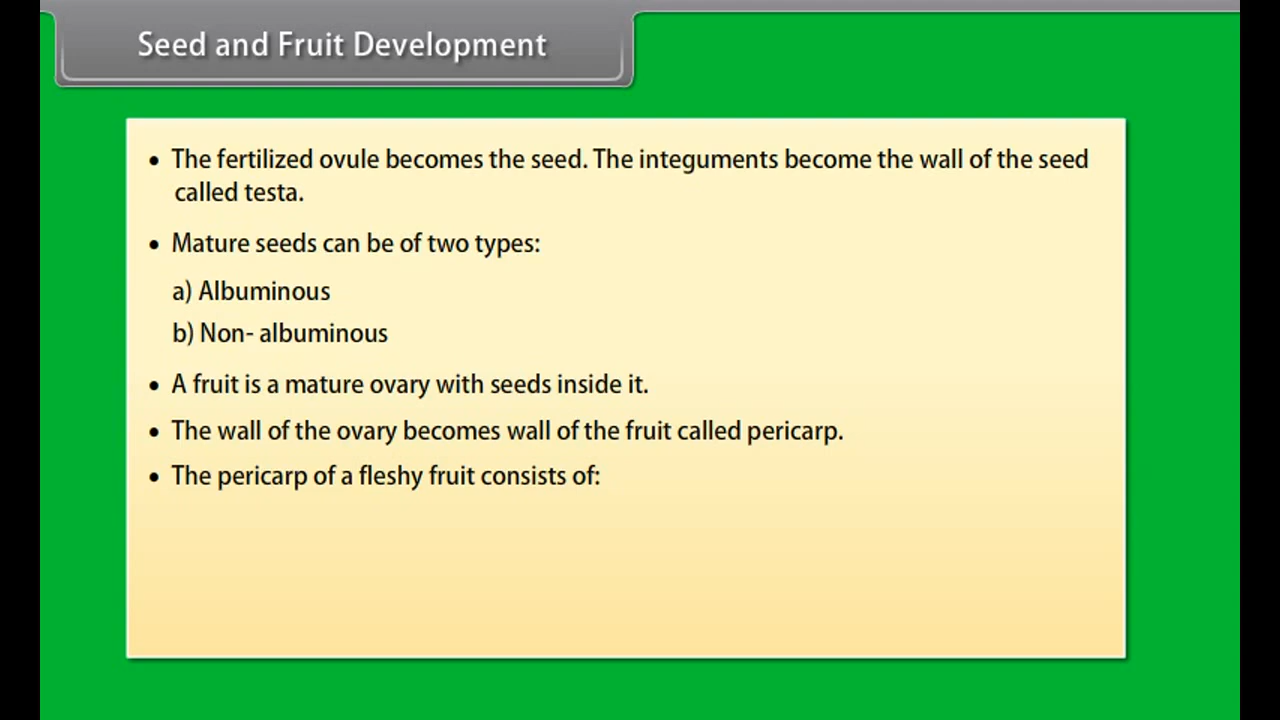 Seed and Fruit Development
• The fertilized ovule becomes the seed. The integuments become the wall of the seed
called testa.
• Mature seeds can be of two types:
a) Albuminous
b) Non- albuminous
• A fruit is a mature ovary with seeds inside it.
• The wall of the ovary becomes wall of the fruit called pericarp.
• The pericarp of a fleshy fruit consists of: